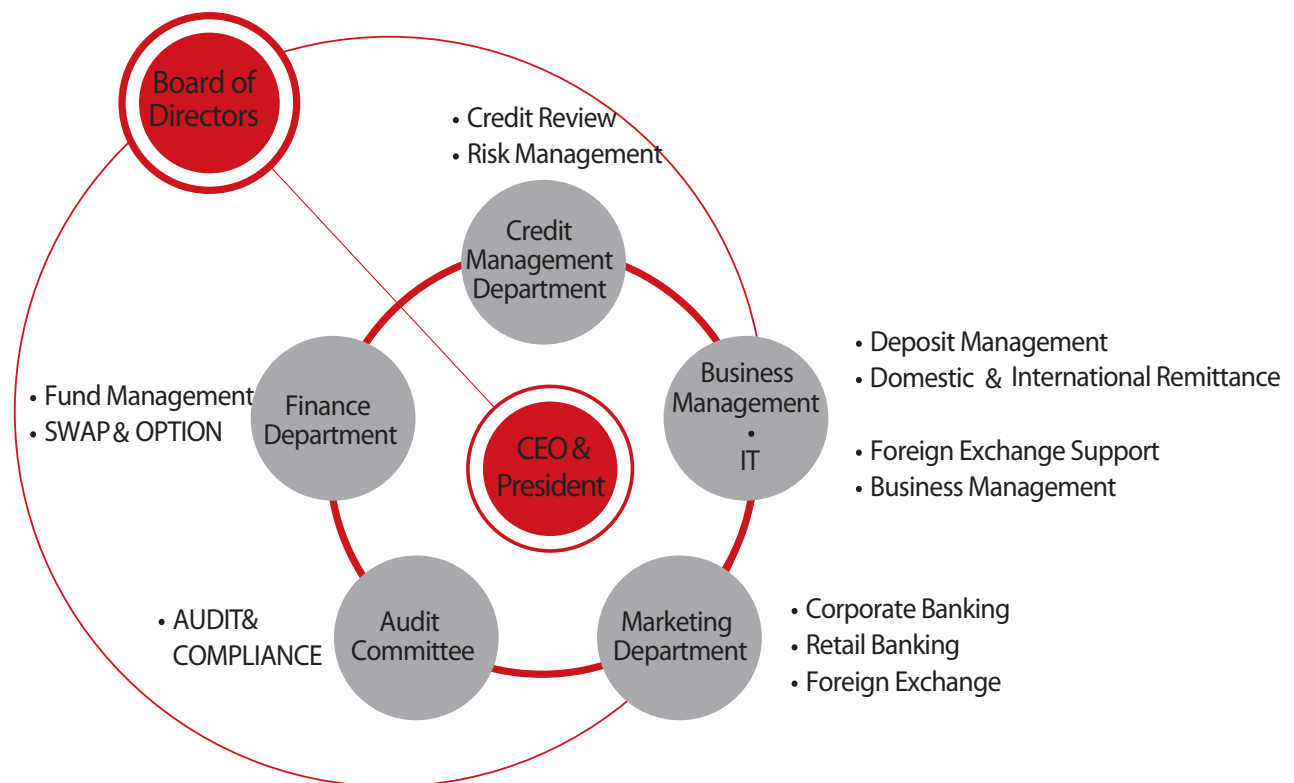 Board of
Directors
• Credit Review
• Risk Management
Credit
Management
Department
Business
Management
•
IT
• Deposit Management
• Domestic & International Remittance
• Foreign Exchange Support
• Business Management
• Fund Management
• SWAP & OPTION
Finance
Department
CEO &
President
• AUDIT&
COMPLIANCE
Audit
Committee
Marketing
Department
• Corporate Banking
• Retail Banking
• Foreign Exchange